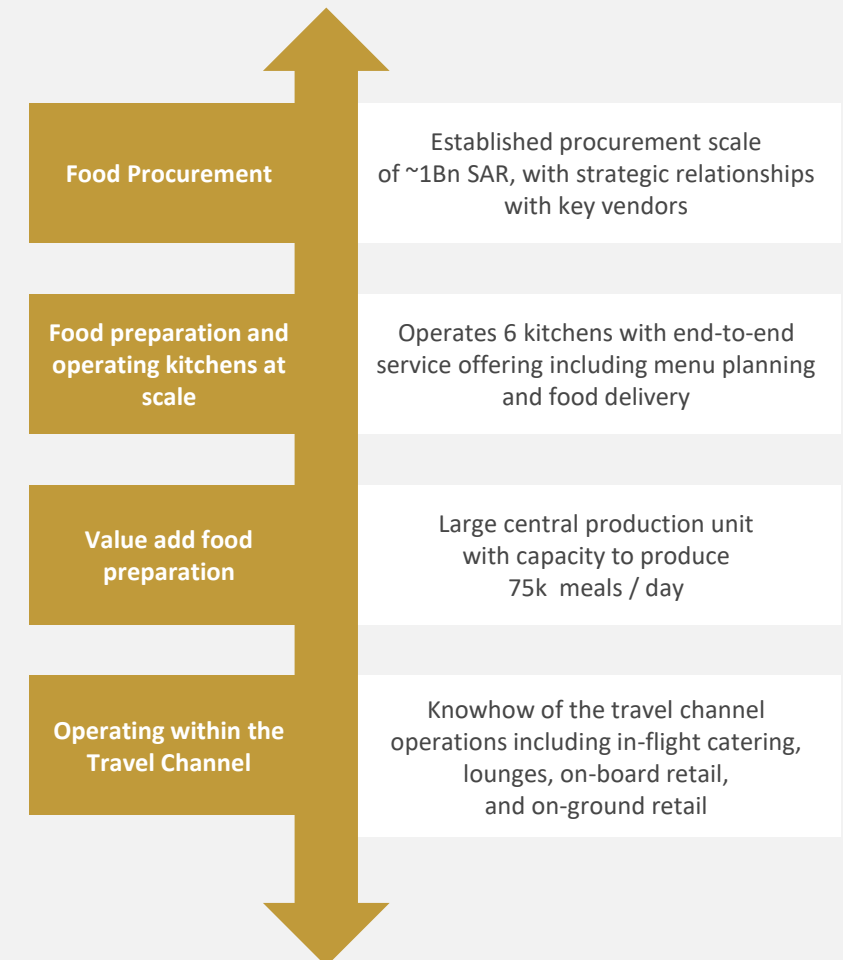 Food Procurement
Established procurement scale
of ~1Bn SAR, with strategic relationships
with key vendors
Food preparation and
operating kitchens at
scale
Operates 6 kitchens with end-to-end
service offering including menu planning
and food delivery
Value add food
preparation
Large central production unit
with capacity to produce
75k meals / day
Operating within the
Travel Channel
Knowhow of the travel channel
operations including in-flight catering,
lounges, on-board retail,
and on-ground retail